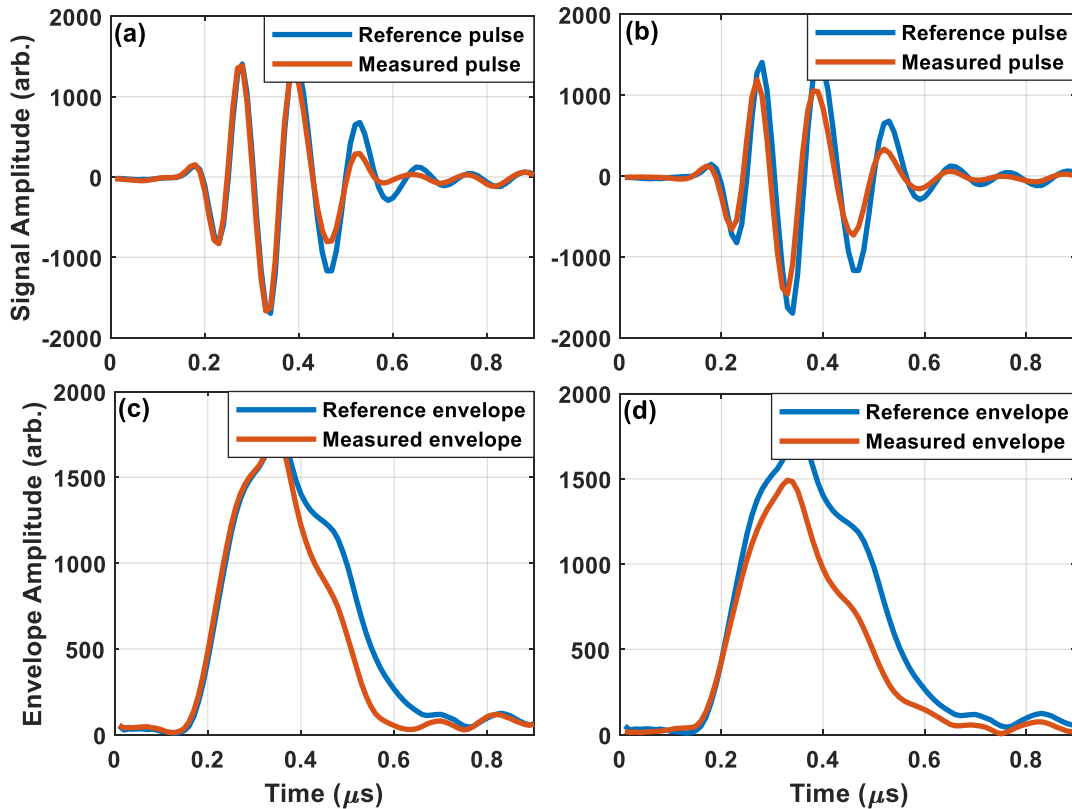 (a)
Reference pulse
Measured pulse
2000
1000
0
-1000
-2000
Signal Amplitude (arb.)
0
0.2
0.4
0.6
0.8
(b)
Reference pulse
Measured pulse
2000
1000
0
-1000
-2000
0
0.2
0.4
0.6
0.8
(c)
Reference envelope
Measured envelope
2000
1500
1000
500
0
Envelope Amplitude (arb.)
0
0.2
0.4
0.6
0.8
Time (μs)
(d)
Reference envelope
Measured envelope
2000
1500
1000
500
0
0
0.2
0.4
0.6
0.8
Time (μs)